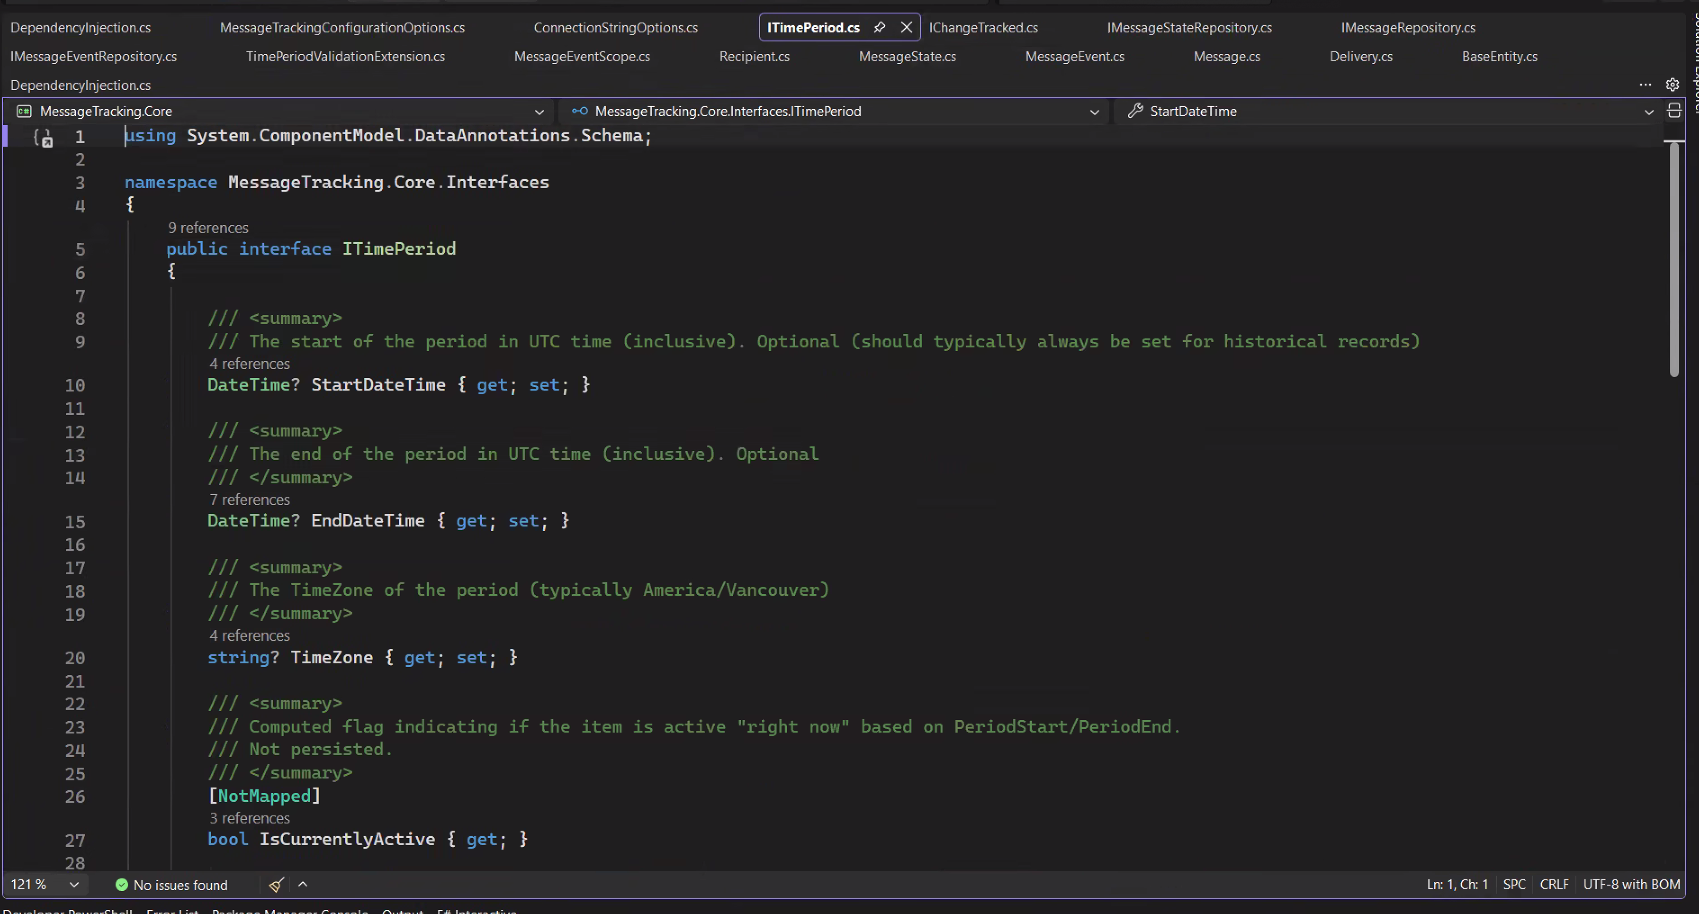 DependencyInjection.cs MessageTrackingConfigurationOptions.cs ConnectionStringOptions.cs ITimePeriod.cs IChangeTracked.cs IMessageStateRepository.cs IMessageRepository.cs
IMessageEventRepository.cs TimePeriodValidationExtension.cs MessageEventScope.cs Recipient.cs MessageState.cs MessageEvent.cs Message.cs Delivery.cs BaseEntity.cs
DependencyInjection.cs
MessageTracking.Core MessageTracking.Core.Interfaces.ITimePeriod StartDateTime
1 using System.ComponentModel.DataAnnotations.Schema;
2
3 namespace MessageTracking.Core.Interfaces
4 {
9 references
5 public interface ITimePeriod
6 {
7
8 /// <summary>
9 /// The start of the period in UTC time (inclusive). Optional (should typically always be set for historical records)
4 references
10 DateTime? StartDateTime { get; set; }
11
12 /// <summary>
13 /// The end of the period in UTC time (inclusive). Optional
14 /// </summary>
7 references
15 DateTime? EndDateTime { get; set; }
16
17 /// <summary>
18 /// The TimeZone of the period (typically America/Vancouver)
19 /// </summary>
4 references
20 string? TimeZone { get; set; }
21
22 /// <summary>
23 /// Computed flag indicating if the item is active "right now" based on PeriodStart/PeriodEnd.
24 /// Not persisted.
25 /// </summary>
26 [NotMapped]
3 references
27 bool IsCurrentlyActive { get; }
28
121 % No issues found Ln: 1, Ch: 1 SPC CRLF UTF-8 with BOM
Developer PowerShell Error List Package Manager Console Output F# Interactive